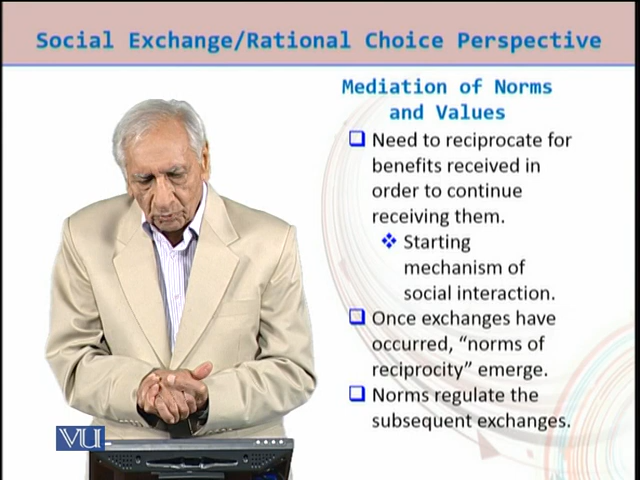 Social Exchange/Rational Choice Perspective
Mediation of Norms
and Values
Need to reciprocate for
benefits received in
order to continue
receiving them.
Starting
mechanism of
social interaction.
Once exchanges have
occurred, “norms of
reciprocity” emerge.
Norms regulate the
subsequent exchanges.
VU